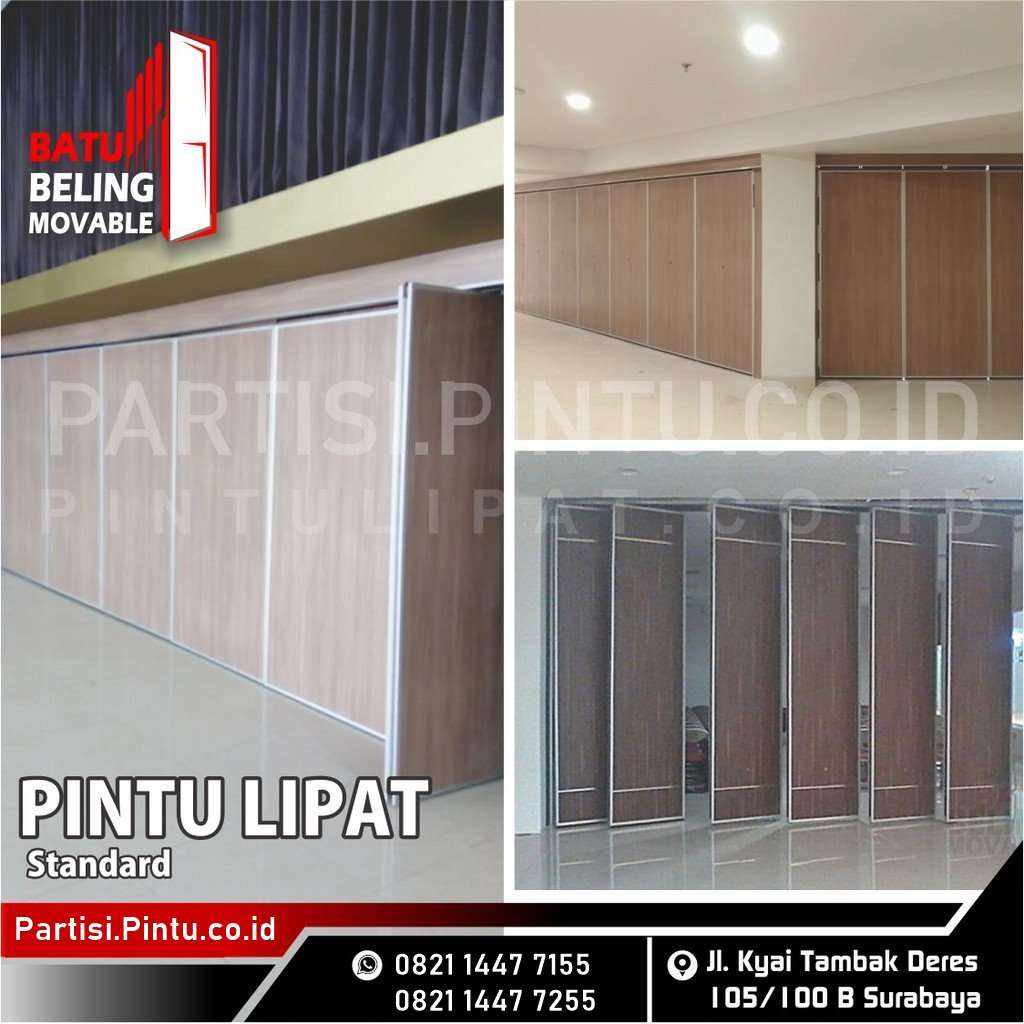 BATU
BELING
MOVABLE
PARTISI.PINTU.CO.ID
PINTULIPAT.CO.ID
MOVA
PINTU LIPAT
Standard
Partisi.Pintu.co.id
0821 1447 7155
0821 1447 7255
Jl. Kyai Tambak Deres
105/100 B Surabaya